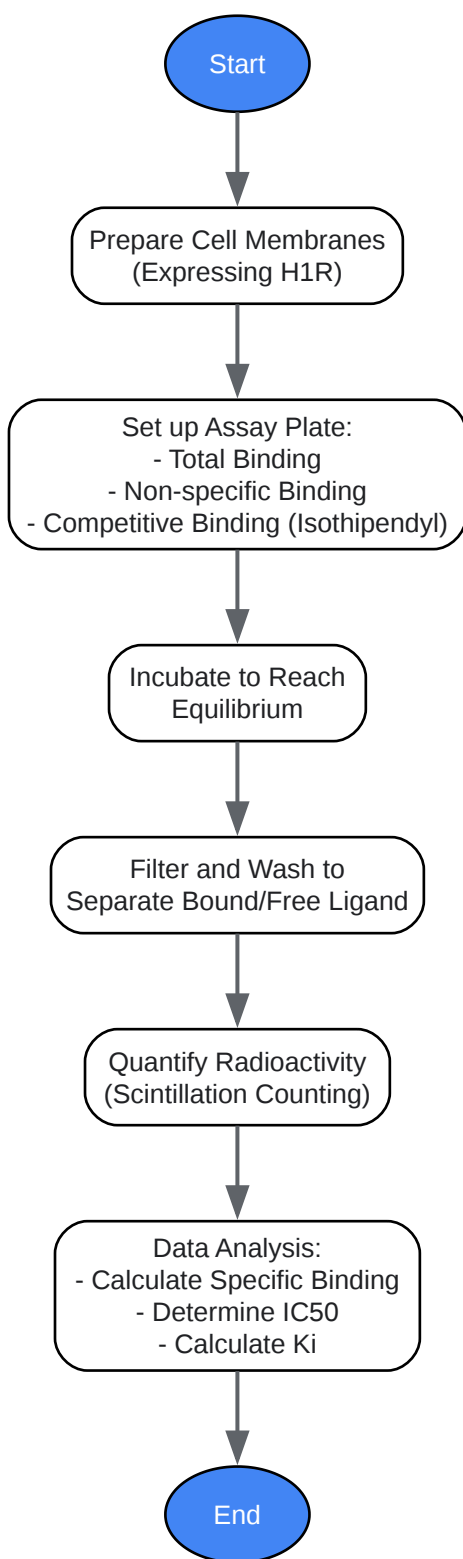 Start
Prepare Cell Membranes
(Expressing H1R)
Set up Assay Plate:
- Total Binding
- Non-specific Binding
- Competitive Binding (Isothipendyl)
Incubate to Reach
Equilibrium
Filter and Wash to
Separate Bound/Free Ligand
Quantify Radioactivity
(Scintillation Counting)
Data Analysis:
- Calculate Specific Binding
- Determine IC50
- Calculate Ki
End